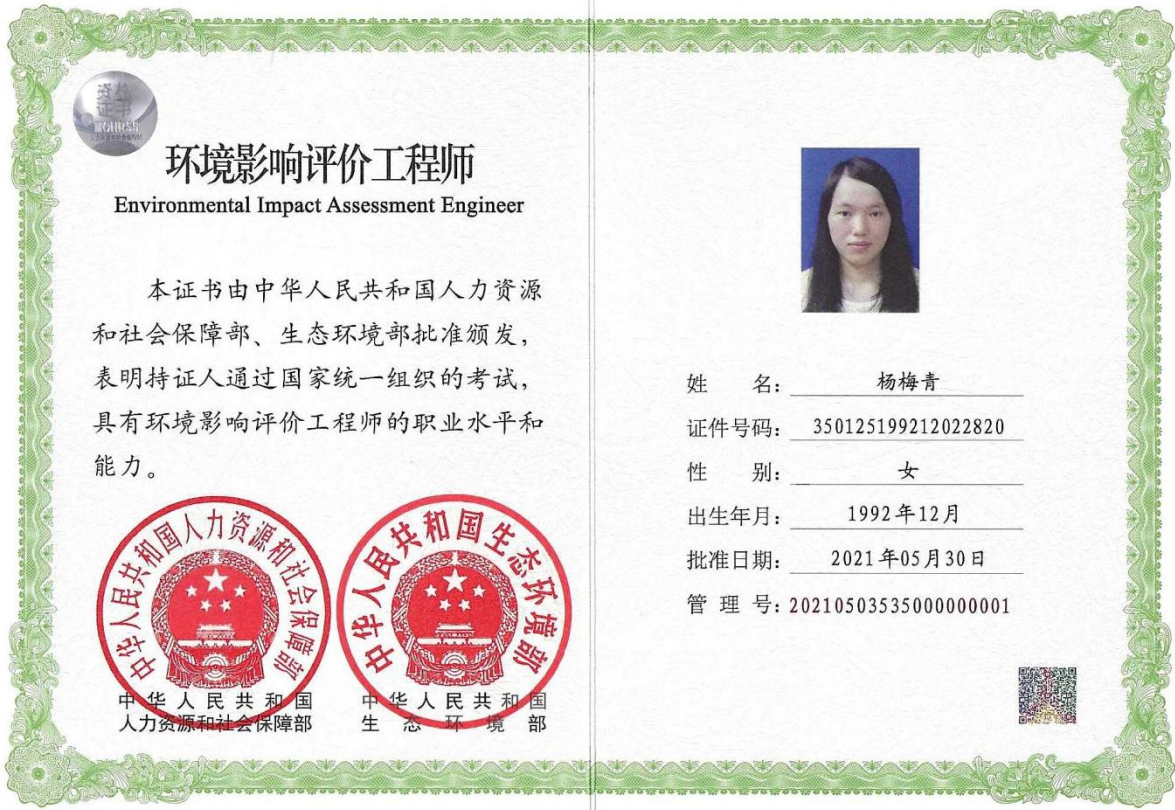 资格
证书
环境影响评价工程师
Environmental Impact Assessment Engineer
本证书由中华人民共和国人力资源
和社会保障部、生态环境部批准颁发，
表明持证人通过国家统一组织的考试，
具有环境影响评价工程师的职业水平和
能力。
中华人民共和国人力资源和社会保障部
中华人民共和国生态环境部
中华人民共和国
人力资源和社会保障部
中华人民共和国
生态环境部
姓 名： 杨梅青
证件号码： 350125199212022820
性 别： 女
出生年月： 1992年12月
批准日期： 2021年05月30日
管 理 号：20210503535000000001